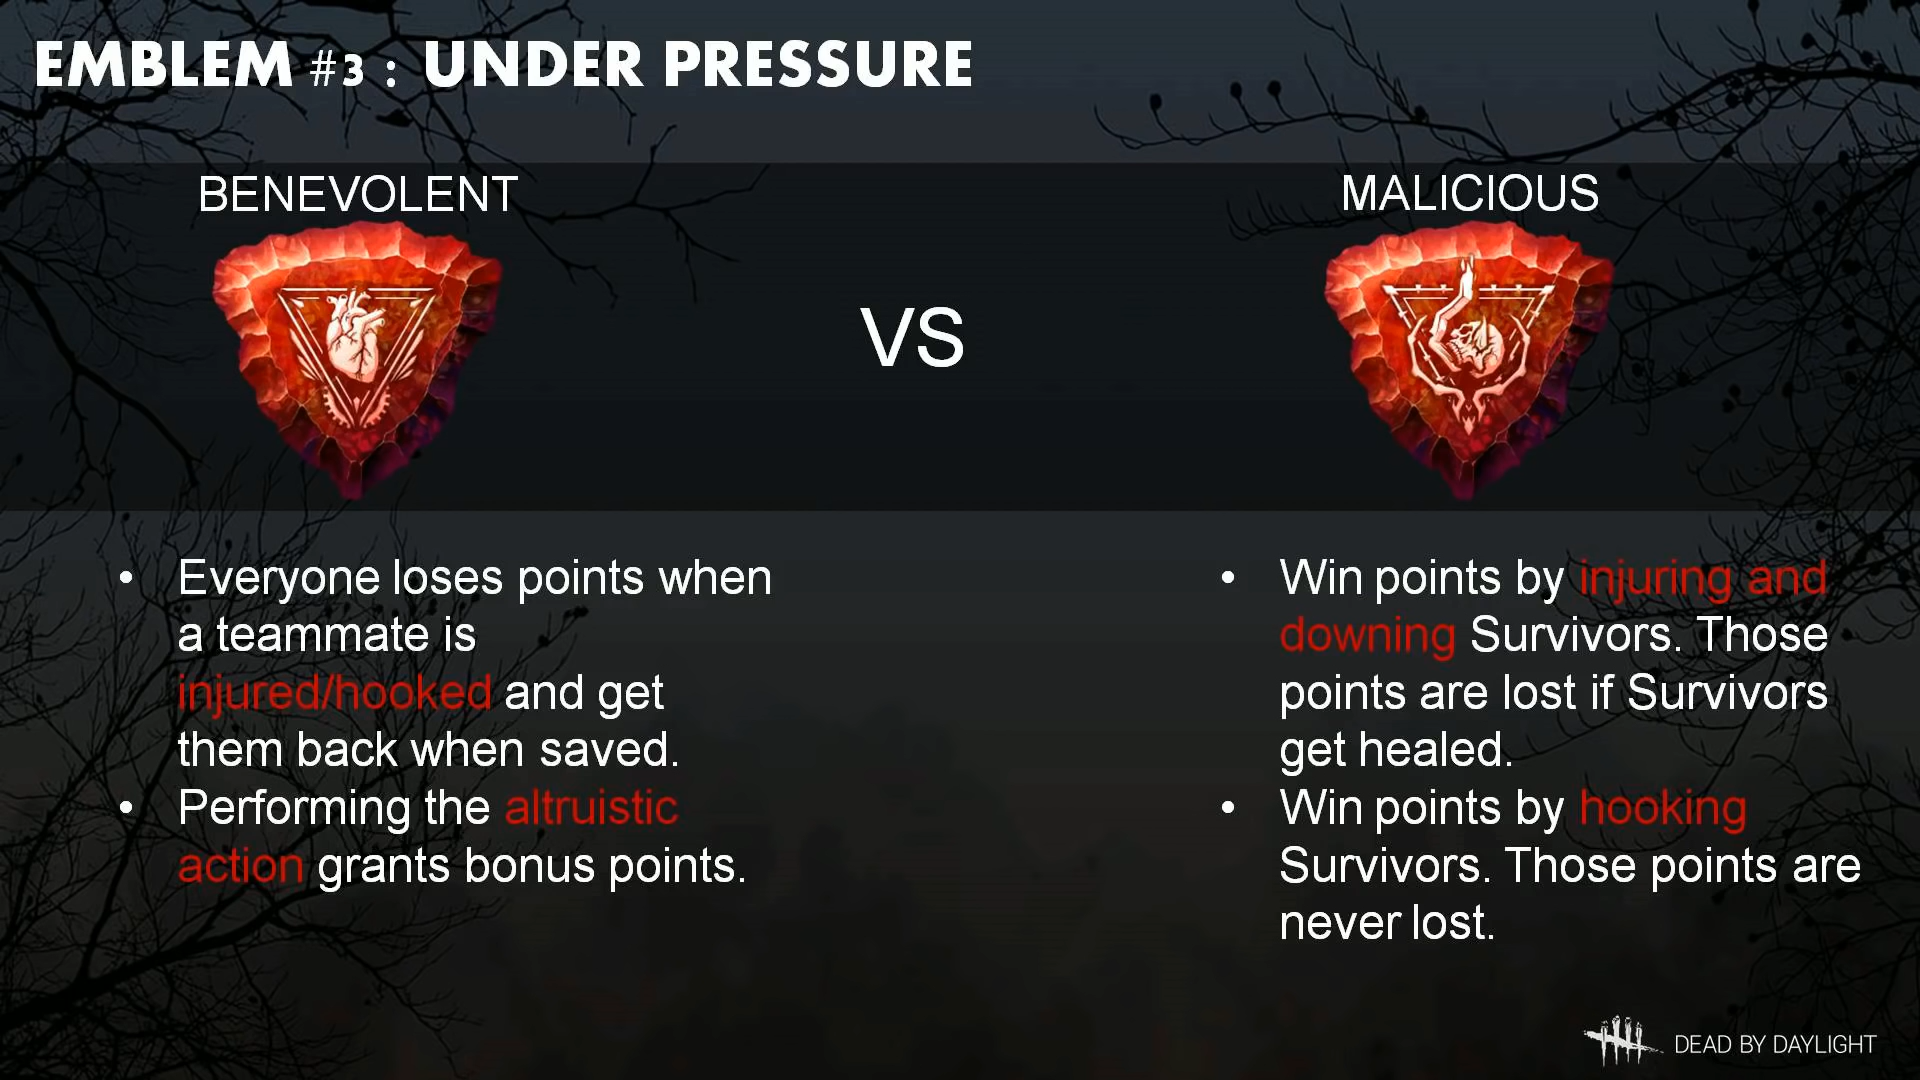 EMBLEM #3 : UNDER PRESSURE
BENEVOLENT
MALICIOUS
VS
• Everyone loses points when
a teammate is
injured/hooked and get
them back when saved.
• Performing the altruistic
action grants bonus points.
• Win points by injuring and
downing Survivors. Those
points are lost if Survivors
get healed.
• Win points by hooking
Survivors. Those points are
never lost.
DEAD BY DAYLIGHT